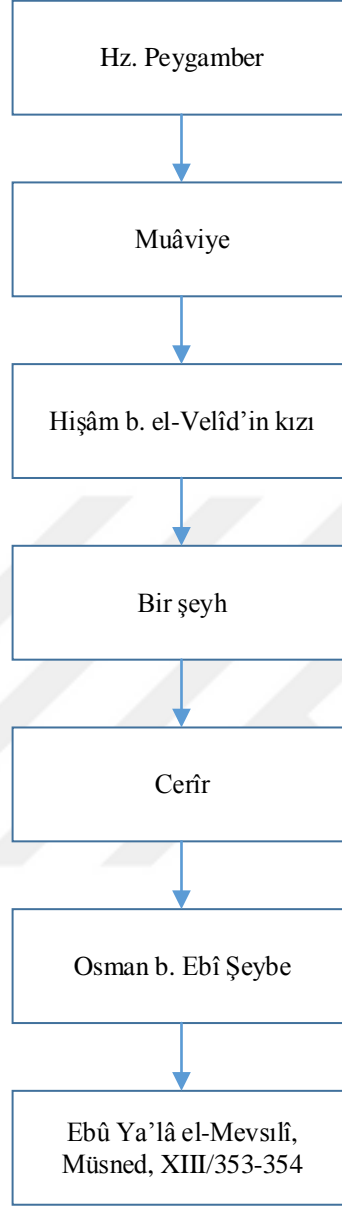 Hz. Peygamber
Muâviye
Hişâm b. el-Velîd’in kızı
Bir şeyh
Cerîr
Osman b. Ebî Şeybe
Ebû Ya’lâ el-Mevsılî,
Müsned, XIII/353-354